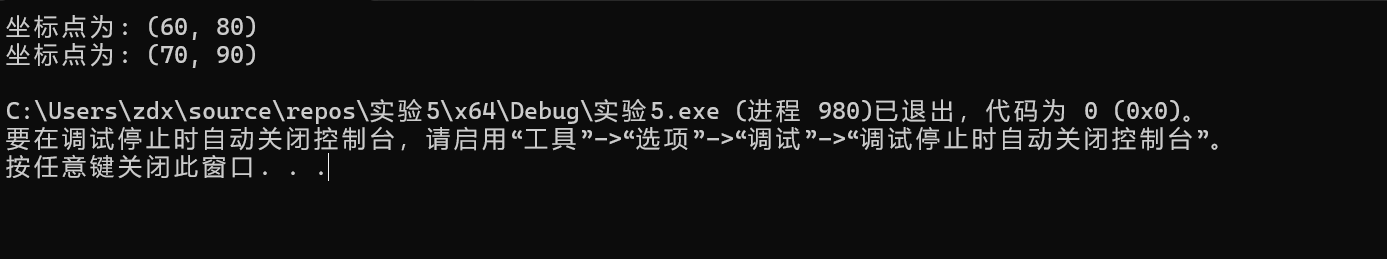 坐标点为：(60, 80)
坐标点为：(70, 90)
C:\Users\zdx\source\repos\实验5\x64\Debug\实验5.exe (进程 980)已退出，代码为 0 (0x0)。
要在调试停止时自动关闭控制台，请启用“工具”->“选项”->“调试”->“调试停止时自动关闭控制台”。
按任意键关闭此窗口. . .